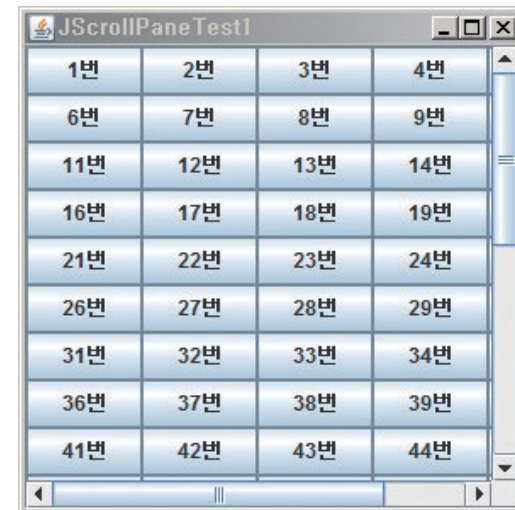 JScrollPaneTest1
1번 2번 3번 4번
6번 7번 8번 9번
11번 12번 13번 14번
16번 17번 18번 19번
21번 22번 23번 24번
26번 27번 28번 29번
31번 32번 33번 34번
36번 37번 38번 39번
41번 42번 43번 44번